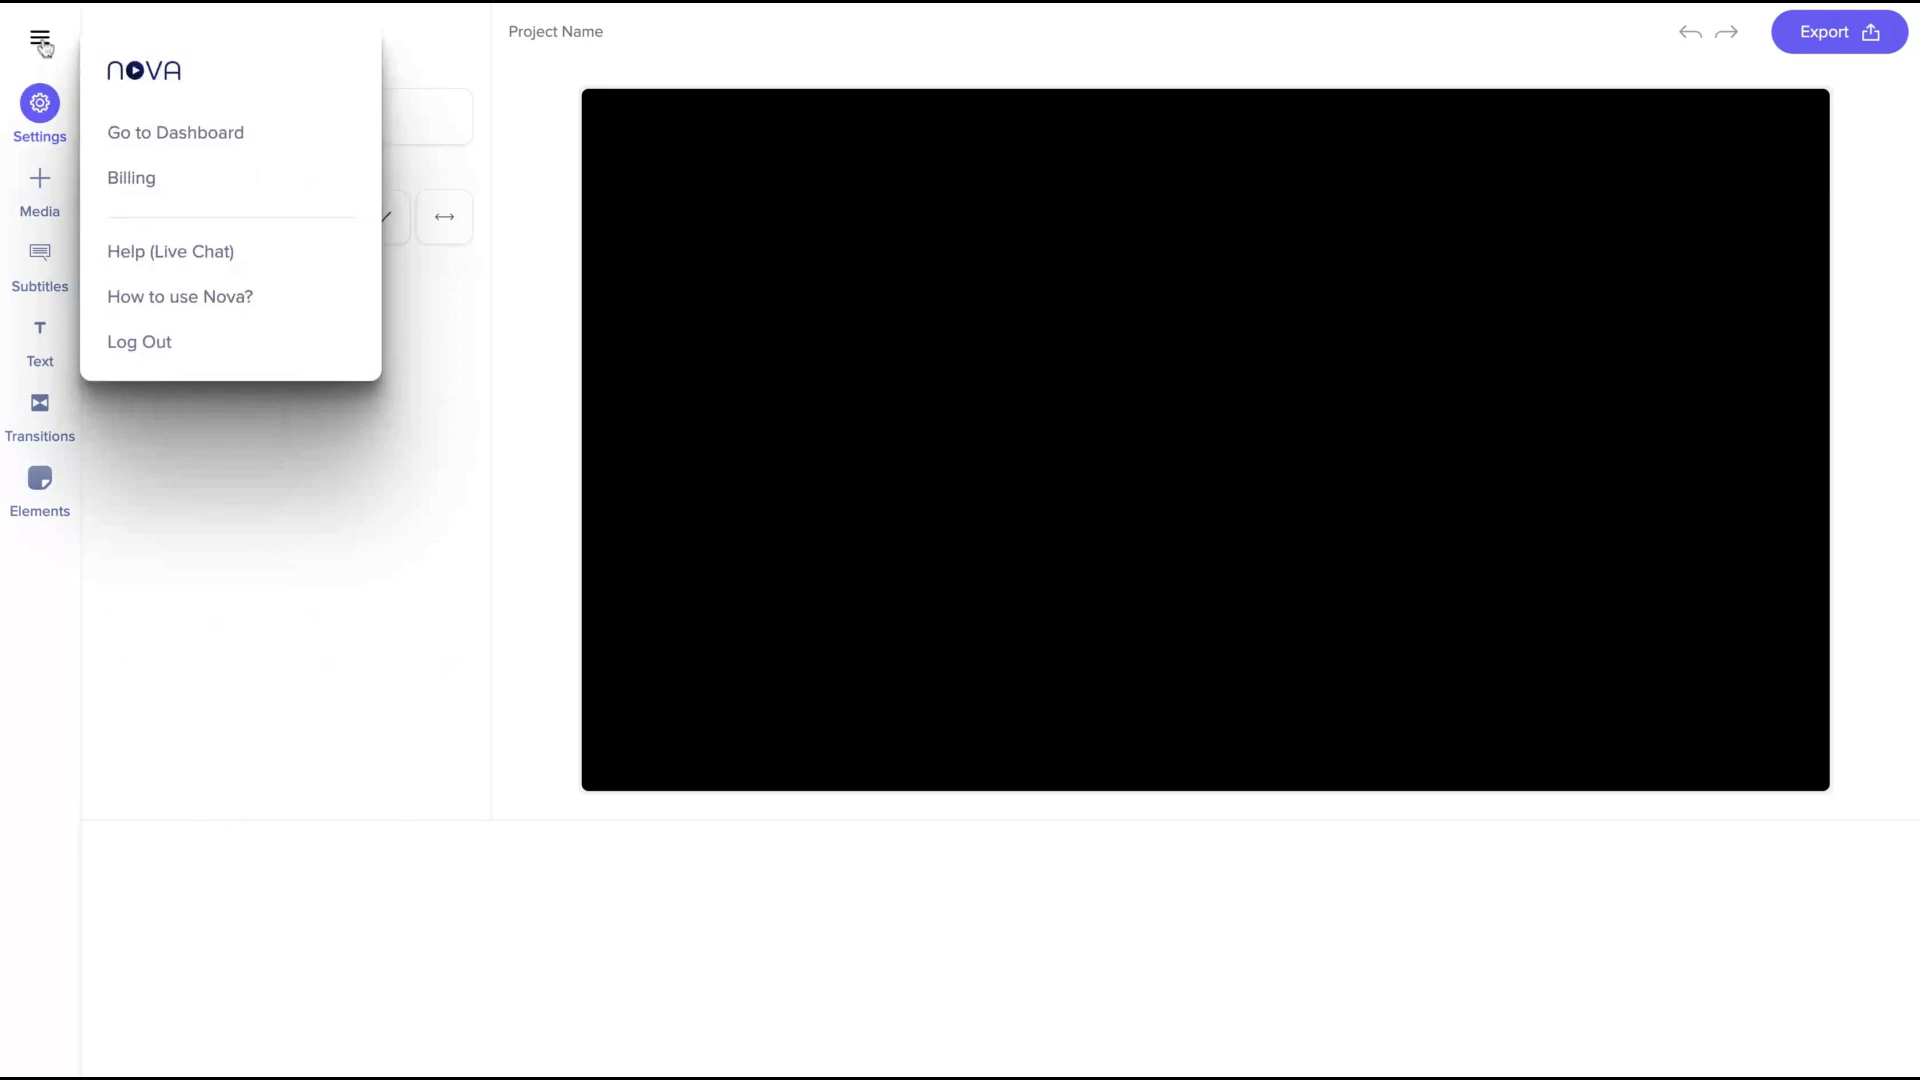 Project Name
Export
nOVA
Go to Dashboard
Billing
Help (Live Chat)
How to use Nova?
Log Out
Settings
Media
Subtitles
T
Text
Transitions
Elements